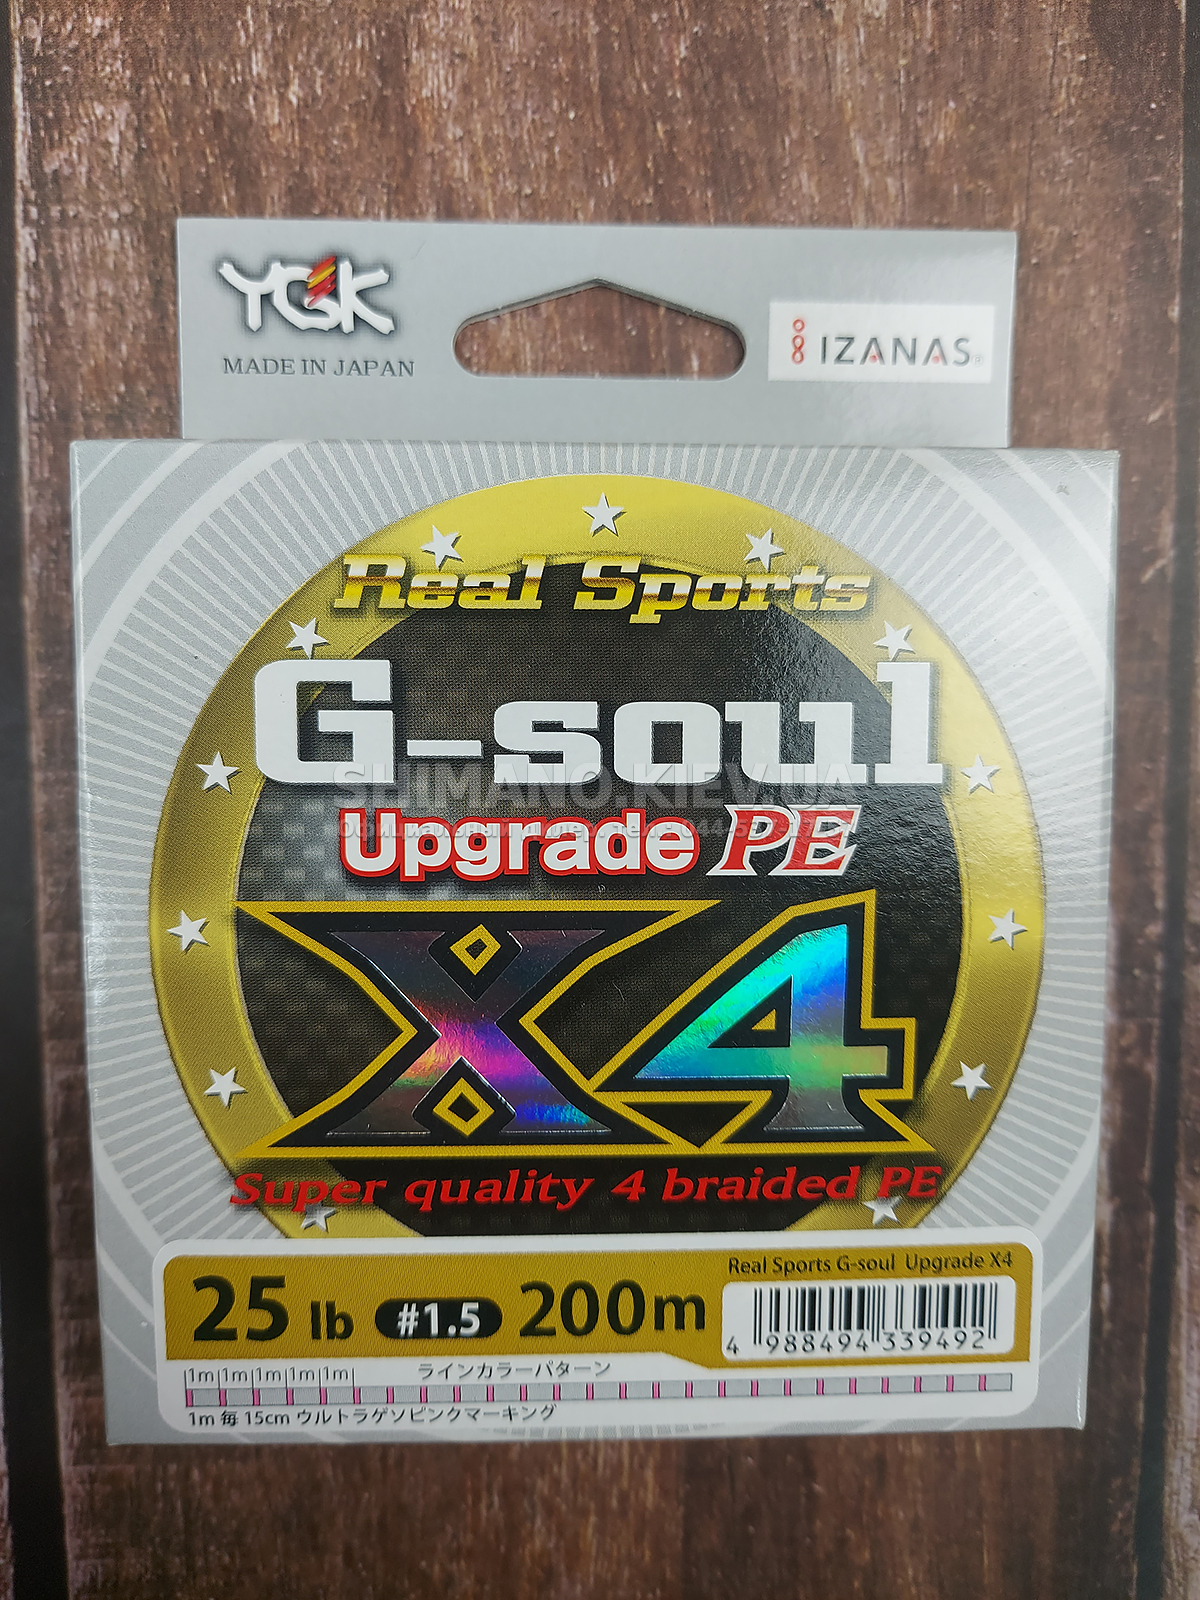 YGK
MADE IN JAPAN
IZANAS®
Real Sports
G-soul
SHIMANO.KIEV.UA
Upgrade PE
X4
Super quality 4 braided PE
25 lb #1.5 200m
Real Sports G-soul Upgrade X4
4 988494 339492
1m 1m 1m 1m 1m
ラインカラーパターン
1m 毎 15cm ウルトラゲソピンクマーキング